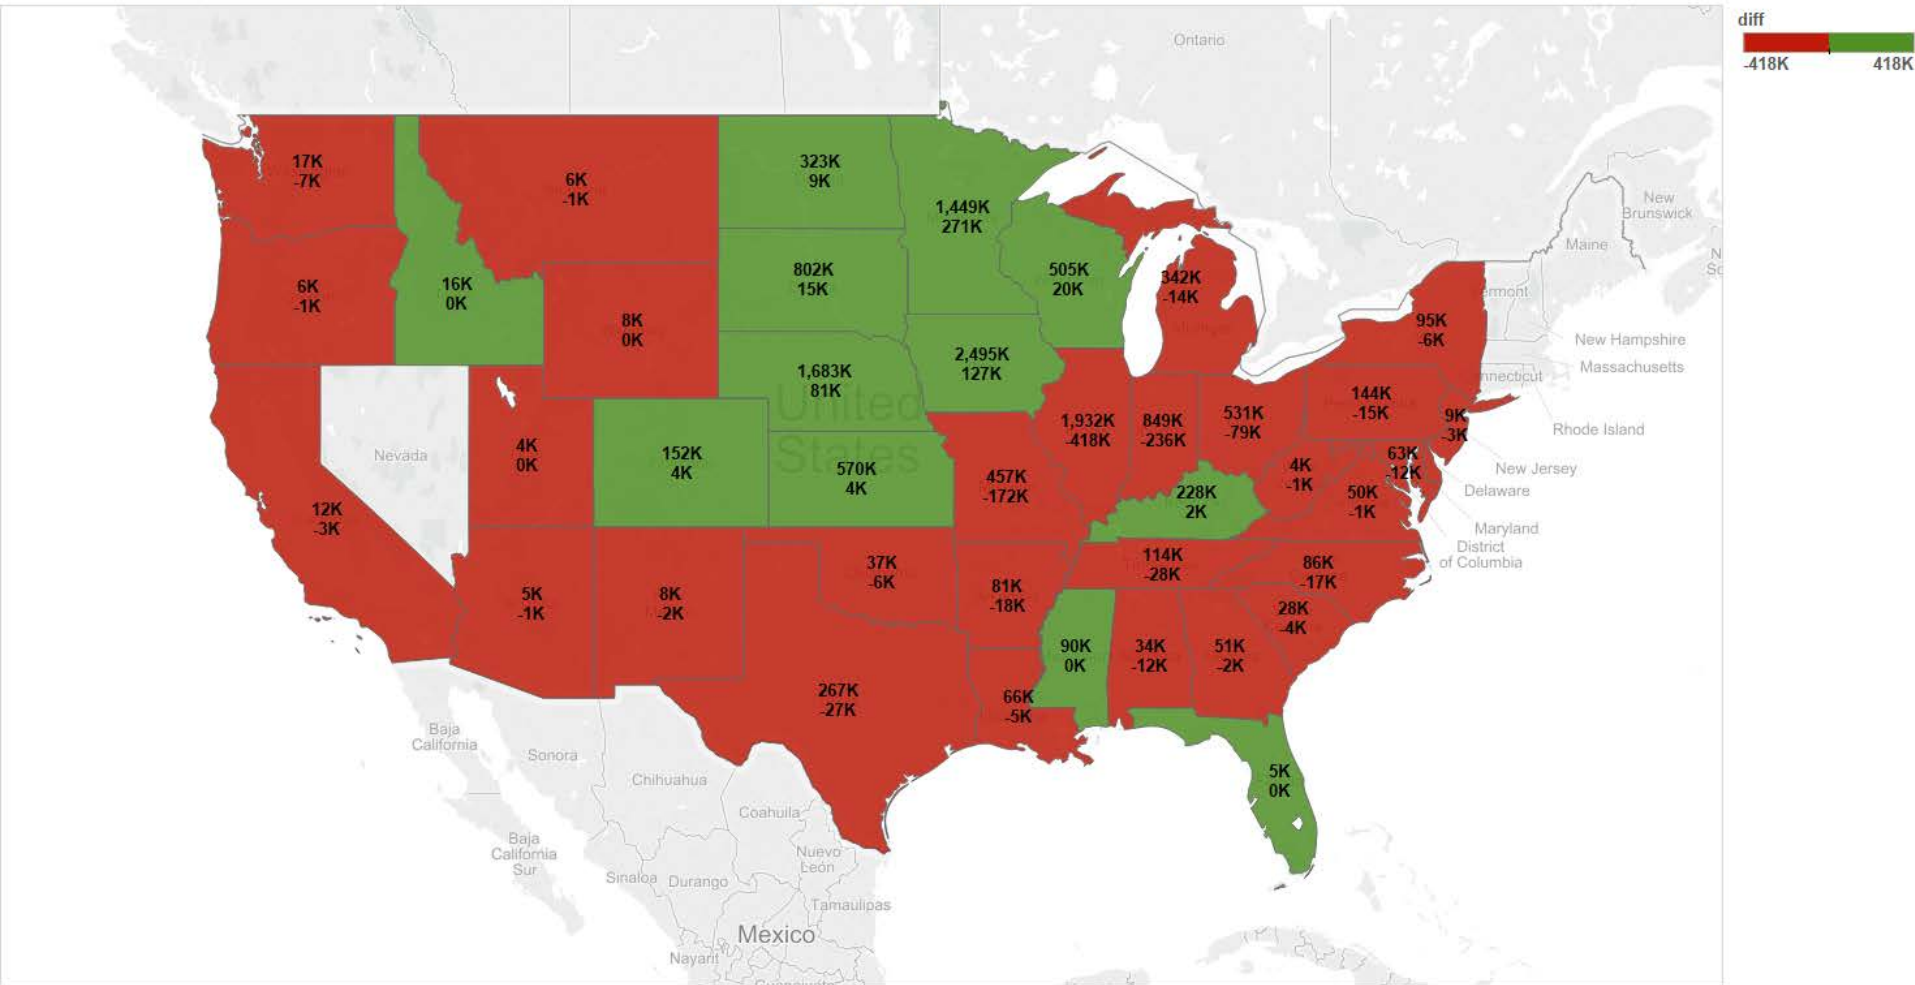 diff
-418K 418K
Ontario
New
Brunswick
Maine
17K
-7K
6K
-1K
323K
9K
1,449K
271K
6K
-1K
16K
0K
8K
0K
802K
15K
505K
20K
342K
-14K
Michigan
95K
-6K
ermont
New Hampshire
Massachusetts
nnecticut
Rhode Island
1,683K
81K
2,495K
127K
United
States
Nevada
4K
0K
152K
4K
570K
4K
457K
-172K
1,932K
-418K
849K
-236K
531K
-79K
144K
-15K
9K
-3K
New Jersey
Delaware
Maryland
District
of Columbia
63K
-12K
4K
-1K
50K
-1K
228K
2K
12K
-3K
5K
-1K
8K
-2K
37K
-6K
81K
-18K
114K
-28K
86K
-17K
28K
-4K
90K
0K
34K
-12K
51K
-2K
267K
-27K
66K
-5K
5K
0K
Baja
California
Sonora
Chihuahua
Coahuila
Baja
California
Sur
Nuevo
León
Sinaloa
Durango
Tamaulipas
Mexico
Nayarit